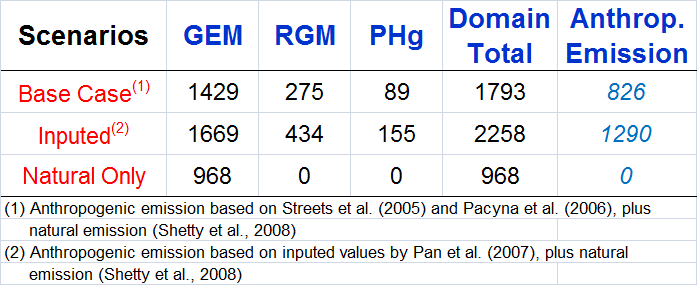 Scenarios GEM RGM PHg Domain Total Anthrop. Emission
Base Case(1) 1429 275 89 1793 826
Inputed(2) 1669 434 155 2258 1290
Natural Only 968 0 0 968 0
(1) Anthropogenic emission based on Streets et al. (2005) and Pacyna et al. (2006), plus
natural emission (Shetty et al., 2008)
(2) Anthropogenic emission based on inputed values by Pan et al. (2007), plus natural
emission (Shetty et al., 2008)